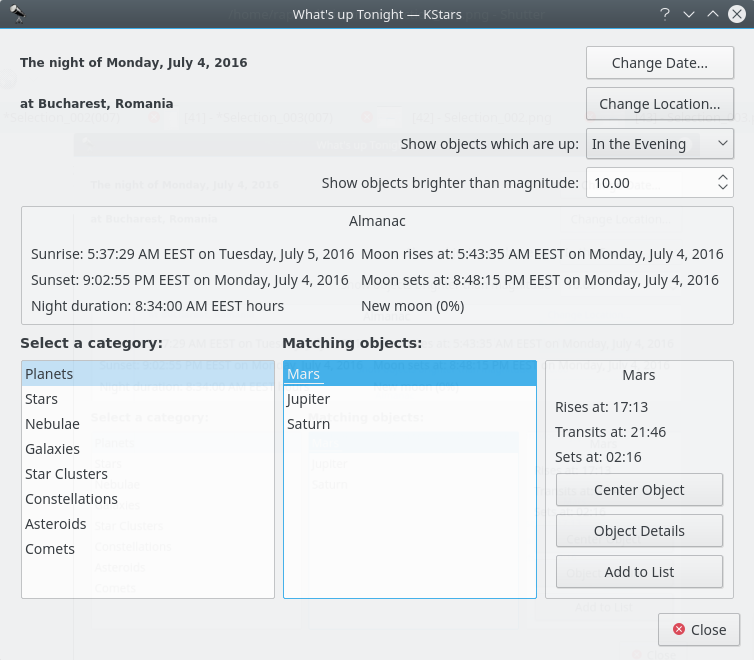 What's up Tonight — KStars
The night of Monday, July 4, 2016
Change Date...
at Bucharest, Romania
Change Location...
Show objects which are up: In the Evening
Show objects brighter than magnitude: 10.00
Almanac
Sunrise: 5:37:29 AM EEST on Tuesday, July 5, 2016 Moon rises at: 5:43:35 AM EEST on Monday, July 4, 2016
Sunset: 9:02:55 PM EEST on Monday, July 4, 2016 Moon sets at: 8:48:15 PM EEST on Monday, July 4, 2016
Night duration: 8:34:00 AM EEST hours New moon (0%)
Select a category: Matching objects:
Planets
Stars
Nebulae
Galaxies
Star Clusters
Constellations
Asteroids
Comets
Mars
Jupiter
Saturn
Mars
Rises at: 17:13
Transits at: 21:46
Sets at: 02:16
Center Object
Object Details
Add to List
Close